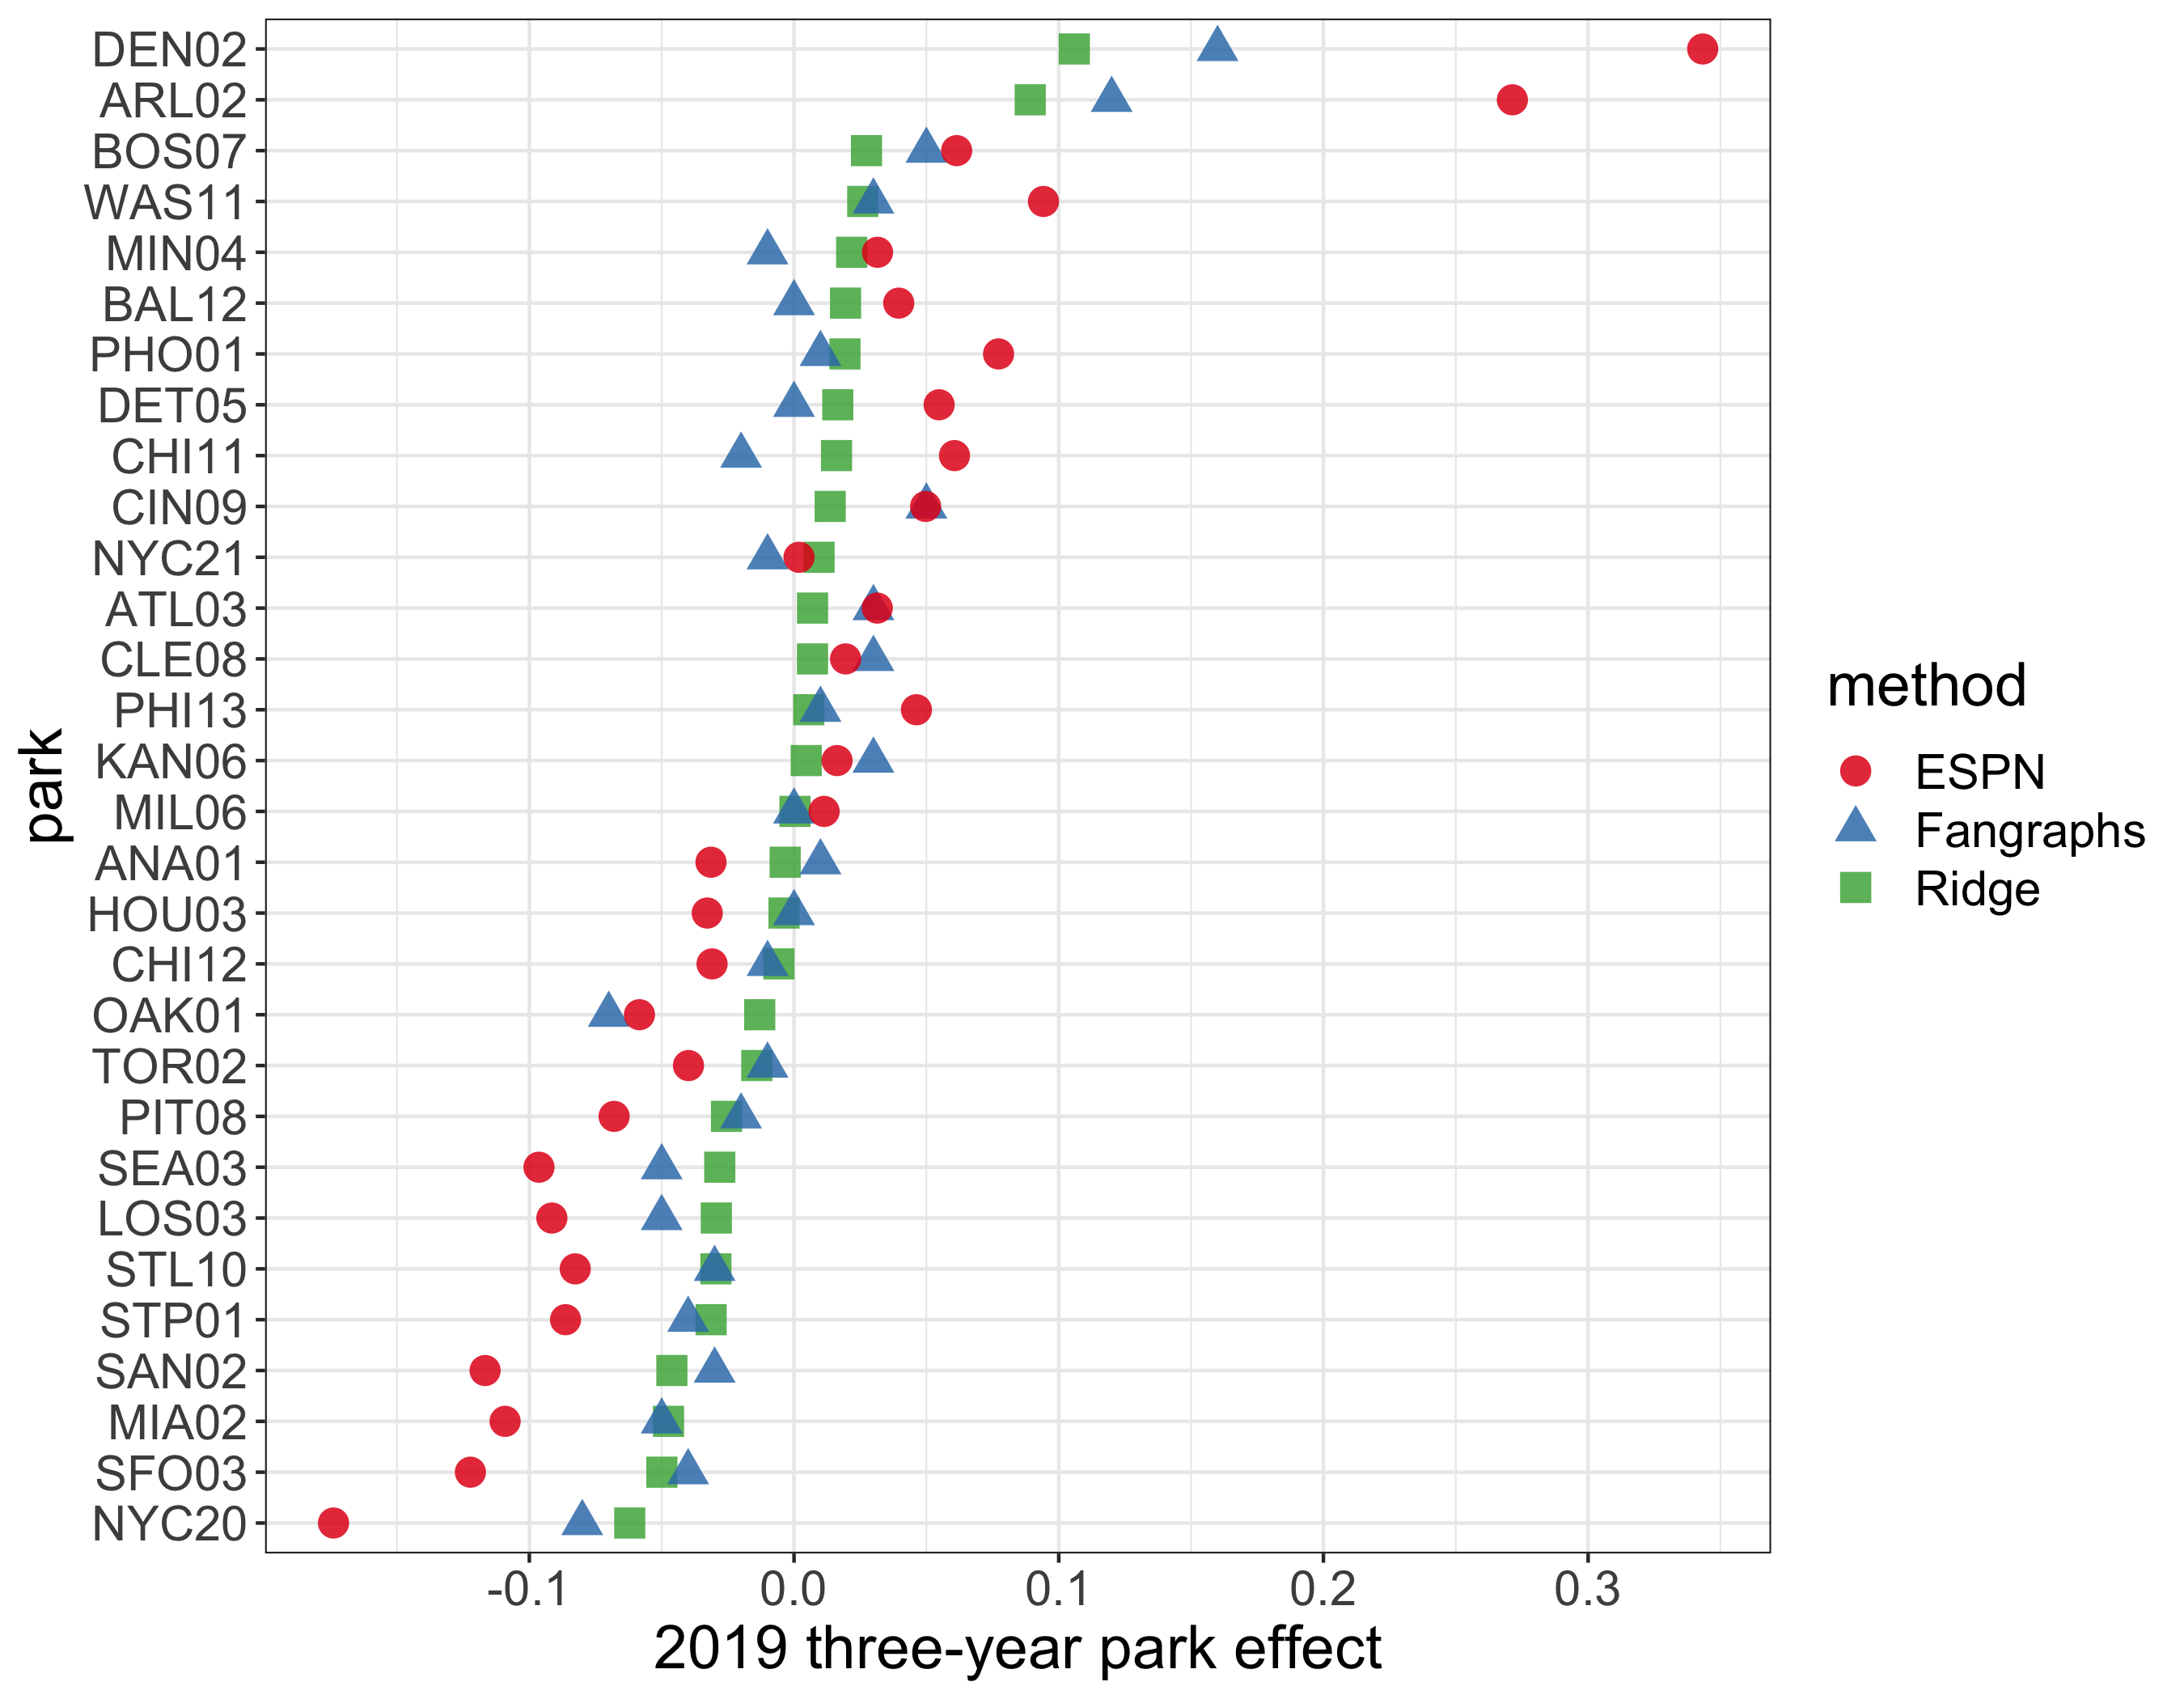 DEN02
ARL02
BOS07
WAS11
MIN04
BAL12
PHO01
DET05
CHI11
CIN09
NYC21
ATL03
CLE08
PHI13
KAN06
MIL06
ANA01
HOU03
CHI12
OAK01
TOR02
PIT08
SEA03
LOS03
STL10
STP01
SAN02
MIA02
SFO03
NYC20
park
-0.1 0.0 0.1 0.2 0.3
2019 three-year park effect
method
ESPN
Fangraphs
Ridge